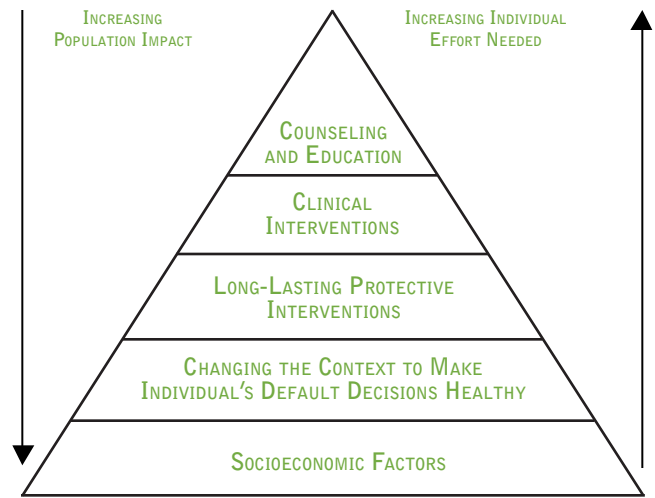 Increasing
Population Impact
Increasing Individual
Effort Needed
Counseling
and Education
Clinical
Interventions
Long-Lasting Protective
Interventions
Changing the Context to Make
Individual's Default Decisions Healthy
Socioeconomic Factors